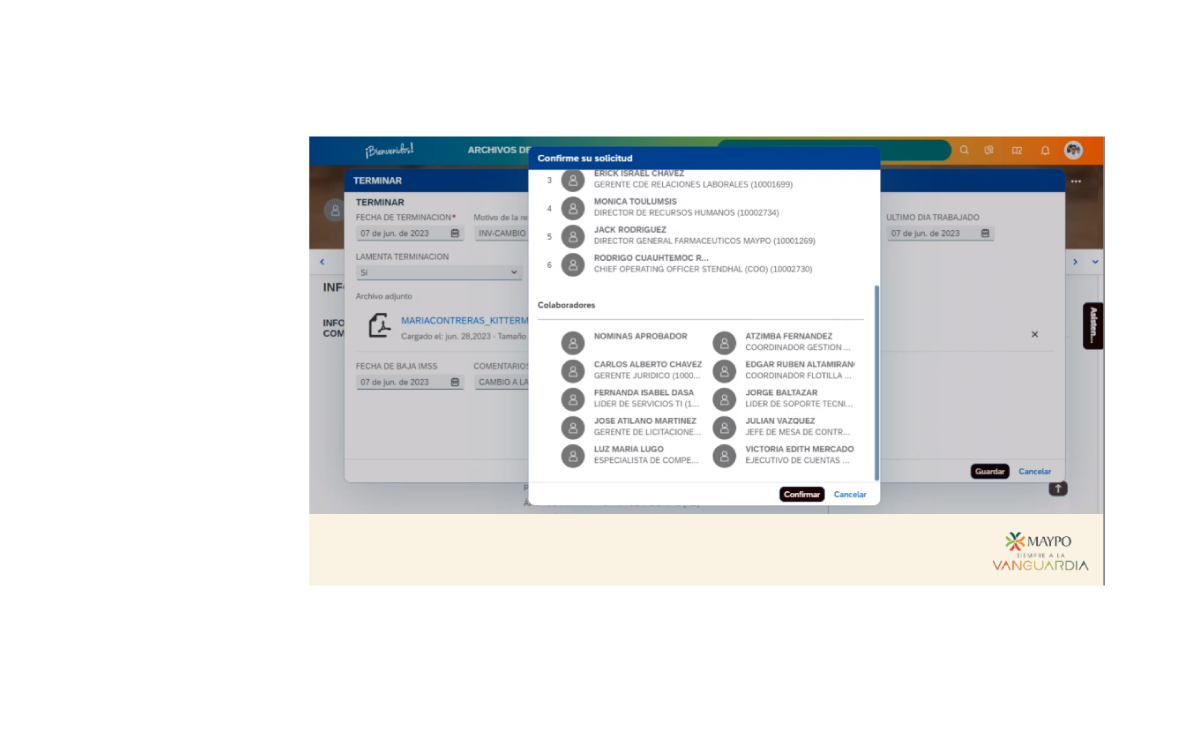 ¡Bienvenidos!
ARCHIVOS DE
Confirme su solicitud
TERMINAR
TERMINAR
FECHA DE TERMINACION*
Motivo de la re
ULTIMO DIA TRABAJADO
07 de jun. de 2023
INV-CAMBIO
07 de jun. de 2023
LAMENTA TERMINACION
Sí
Archivo adjunto
MARIACONTRERAS_KITTERM
Cargado el: jun. 28,2023 - Tamaño
FECHA DE BAJA IMSS
COMENTARIOS
07 de jun. de 2023
CAMBIO A LA
3
ERICK ISRAEL CHAVEZ
GERENTE CDE RELACIONES LABORALES (10001699)
4
MONICA TOULUMSIS
DIRECTOR DE RECURSOS HUMANOS (10002734)
5
JACK RODRIGUEZ
DIRECTOR GENERAL FARMACEUTICOS MAYPO (10001269)
6
RODRIGO CUAUHTEMOC R...
CHIEF OPERATING OFFICER STENDHAL (COO) (10002730)
Colaboradores
NOMINAS APROBADOR
ATZIMBA FERNANDEZ
COORDINADOR GESTION ...
CARLOS ALBERTO CHAVEZ
GERENTE JURIDICO (1000...
EDGAR RUBEN ALTAMIRAN
COORDINADOR FLOTILLA ...
FERNANDA ISABEL DASA
LIDER DE SERVICIOS TI (1...
JORGE BALTAZAR
LIDER DE SOPORTE TECNI...
JOSE ATILANO MARTINEZ
GERENTE DE LICITACIONE...
JULIAN VAZQUEZ
JEFE DE MESA DE CONTR...
LUZ MARIA LUGO
ESPECIALISTA DE COMPE...
VICTORIA EDITH MERCADO
EJECUTIVO DE CUENTAS ...
Confirmar
Cancelar
Guardar
Cancelar
INF
INFO
COM
Asisten...
MAYPO
SIEMPRE A LA
VANGUARDIA